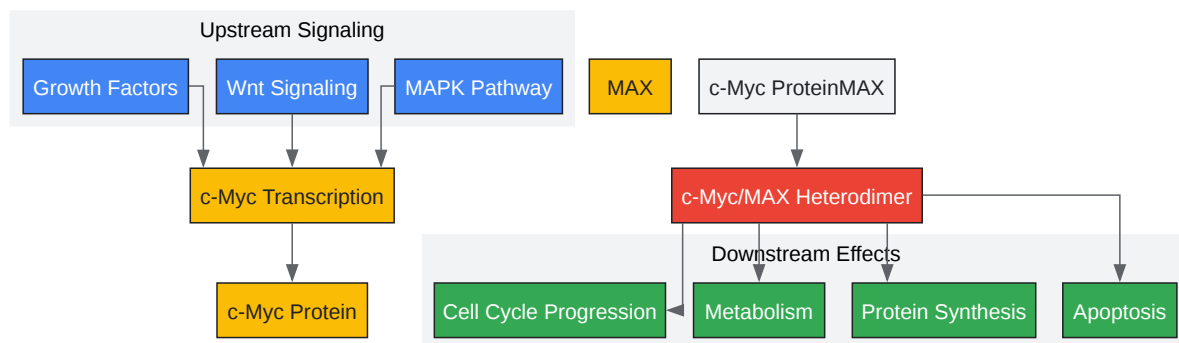 Upstream Signaling
Growth Factors
Wnt Signaling
MAPK Pathway
MAX
c-Myc ProteinMAX
c-Myc Transcription
c-Myc/MAX Heterodimer
Downstream Effects
c-Myc Protein
Cell Cycle Progression
Metabolism
Protein Synthesis
Apoptosis